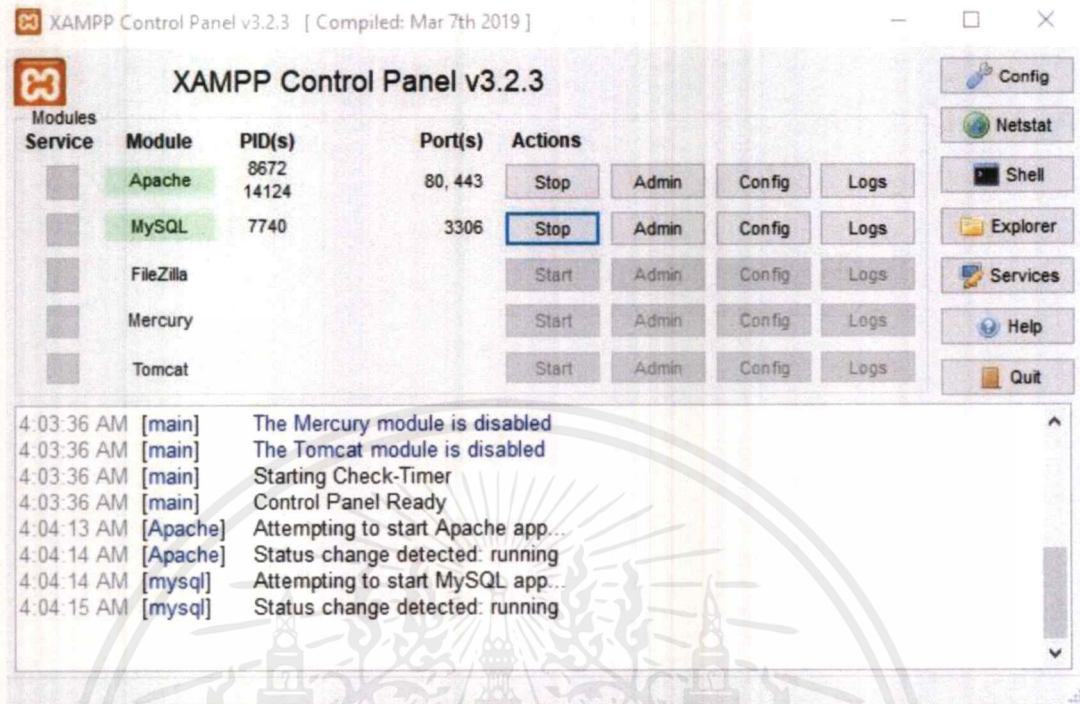 XAMPP Control Panel v3.2.3 [ Compiled: Mar 7th 2019 ]
XAMPP Control Panel v3.2.3
Config
Modules
Service Module PID(s) Port(s) Actions
Netstat
Apache 8672 14124 80, 443 Stop Admin Config Logs
Shell
MySQL 7740 3306 Stop Admin Config Logs
Explorer
FileZilla Start Admin Config Logs
Services
Mercury Start Admin Config Logs
Help
Tomcat Start Admin Config Logs
Quit
4:03:36 AM [main] The Mercury module is disabled
4:03:36 AM [main] The Tomcat module is disabled
4:03:36 AM [main] Starting Check-Timer
4:03:36 AM [main] Control Panel Ready
4:04:13 AM [Apache] Attempting to start Apache app...
4:04:14 AM [Apache] Status change detected: running
4:04:14 AM [mysql] Attempting to start MySQL app...
4:04:15 AM [mysql] Status change detected: running